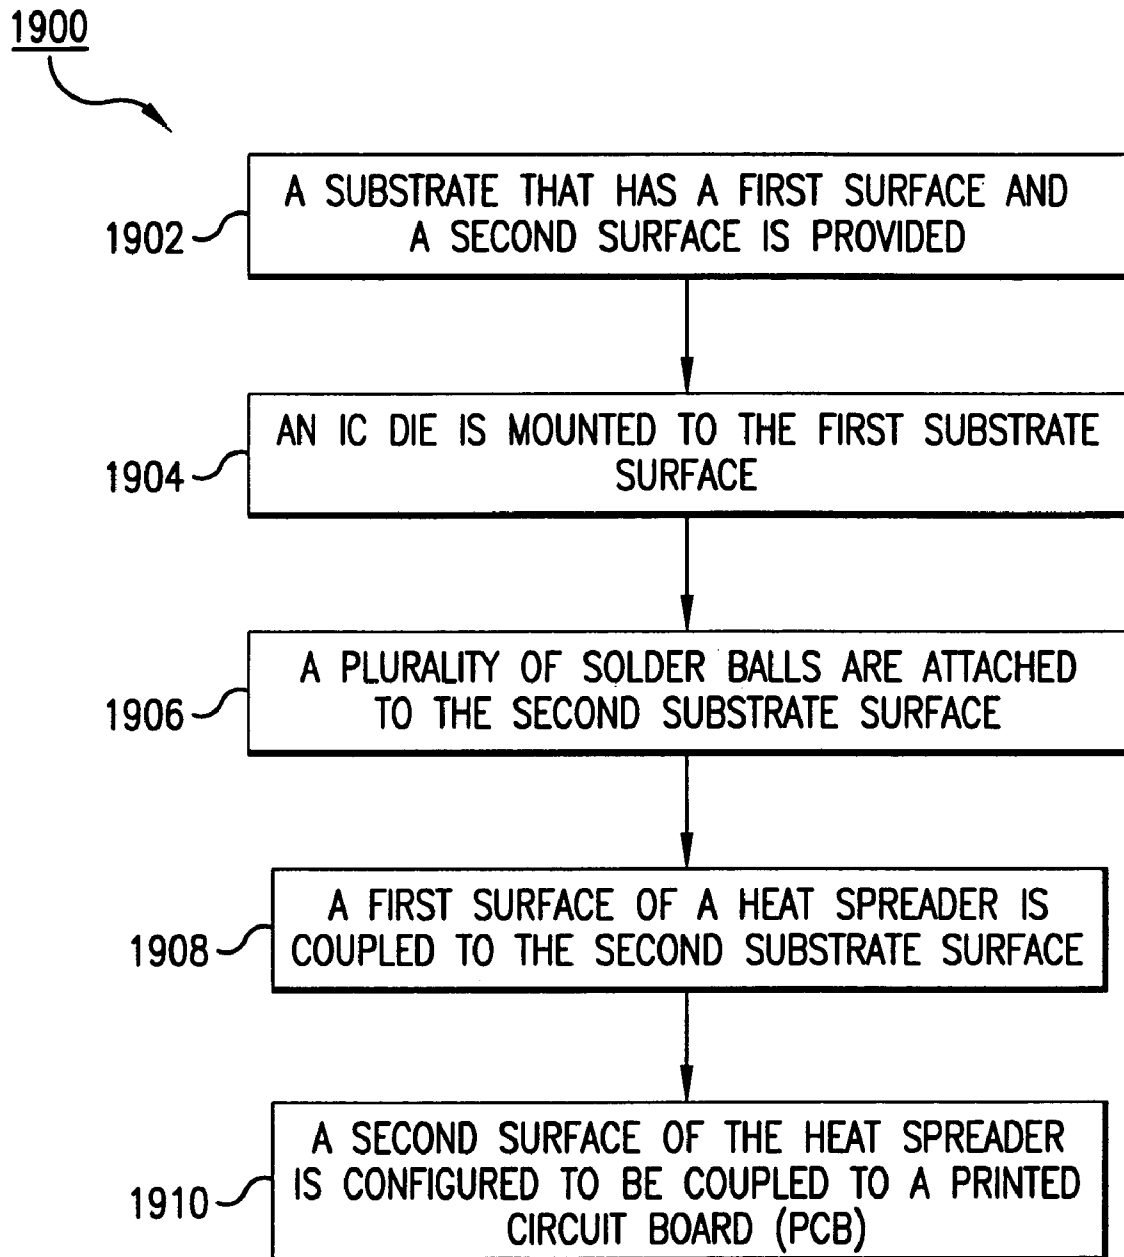 1900
A SUBSTRATE THAT HAS A FIRST SURFACE AND
A SECOND SURFACE IS PROVIDED
1902
AN IC DIE IS MOUNTED TO THE FIRST SUBSTRATE
SURFACE
1904
A PLURALITY OF SOLDER BALLS ARE ATTACHED
TO THE SECOND SUBSTRATE SURFACE
1906
A FIRST SURFACE OF A HEAT SPREADER IS
COUPLED TO THE SECOND SUBSTRATE SURFACE
1908
A SECOND SURFACE OF THE HEAT SPREADER
IS CONFIGURED TO BE COUPLED TO A PRINTED
CIRCUIT BOARD (PCB)
1910